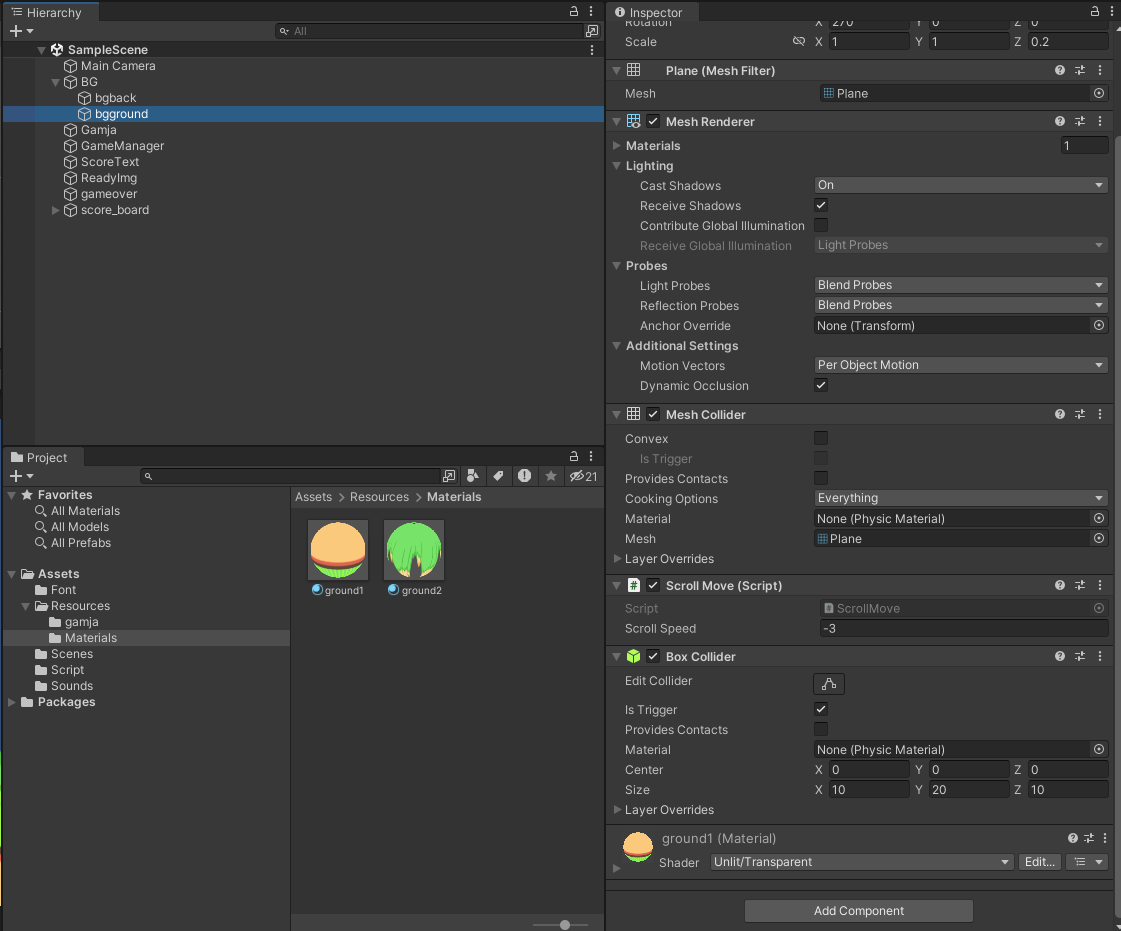 Hierarchy
All
SampleScene
Main Camera
BG
bgback
bgground
Gamja
GameManager
ScoreText
ReadyImg
gameover
score_board
Project
21
Favorites
All Materials
All Models
All Prefabs
Assets
Font
Resources
gamja
Materials
Scenes
Script
Sounds
Packages
Assets > Resources > Materials
ground1
ground2
Inspector
Rotation X 270 Y 0 Z 0
Scale X 1 Y 1 Z 0.2
Plane (Mesh Filter)
Mesh Plane
Mesh Renderer
Materials 1
Lighting
Cast Shadows On
Receive Shadows
Contribute Global Illumination
Receive Global Illumination Light Probes
Probes
Light Probes Blend Probes
Reflection Probes Blend Probes
Anchor Override None (Transform)
Additional Settings
Motion Vectors Per Object Motion
Dynamic Occlusion
Mesh Collider
Convex
Is Trigger
Provides Contacts
Cooking Options Everything
Material None (Physic Material)
Mesh Plane
Layer Overrides
# Scroll Move (Script)
Script ScrollMove
Scroll Speed -3
Box Collider
Edit Collider
Is Trigger
Provides Contacts
Material None (Physic Material)
Center X 0 Y 0 Z 0
Size X 10 Y 20 Z 10
Layer Overrides
ground1 (Material)
Shader Unlit/Transparent Edit...
Add Component